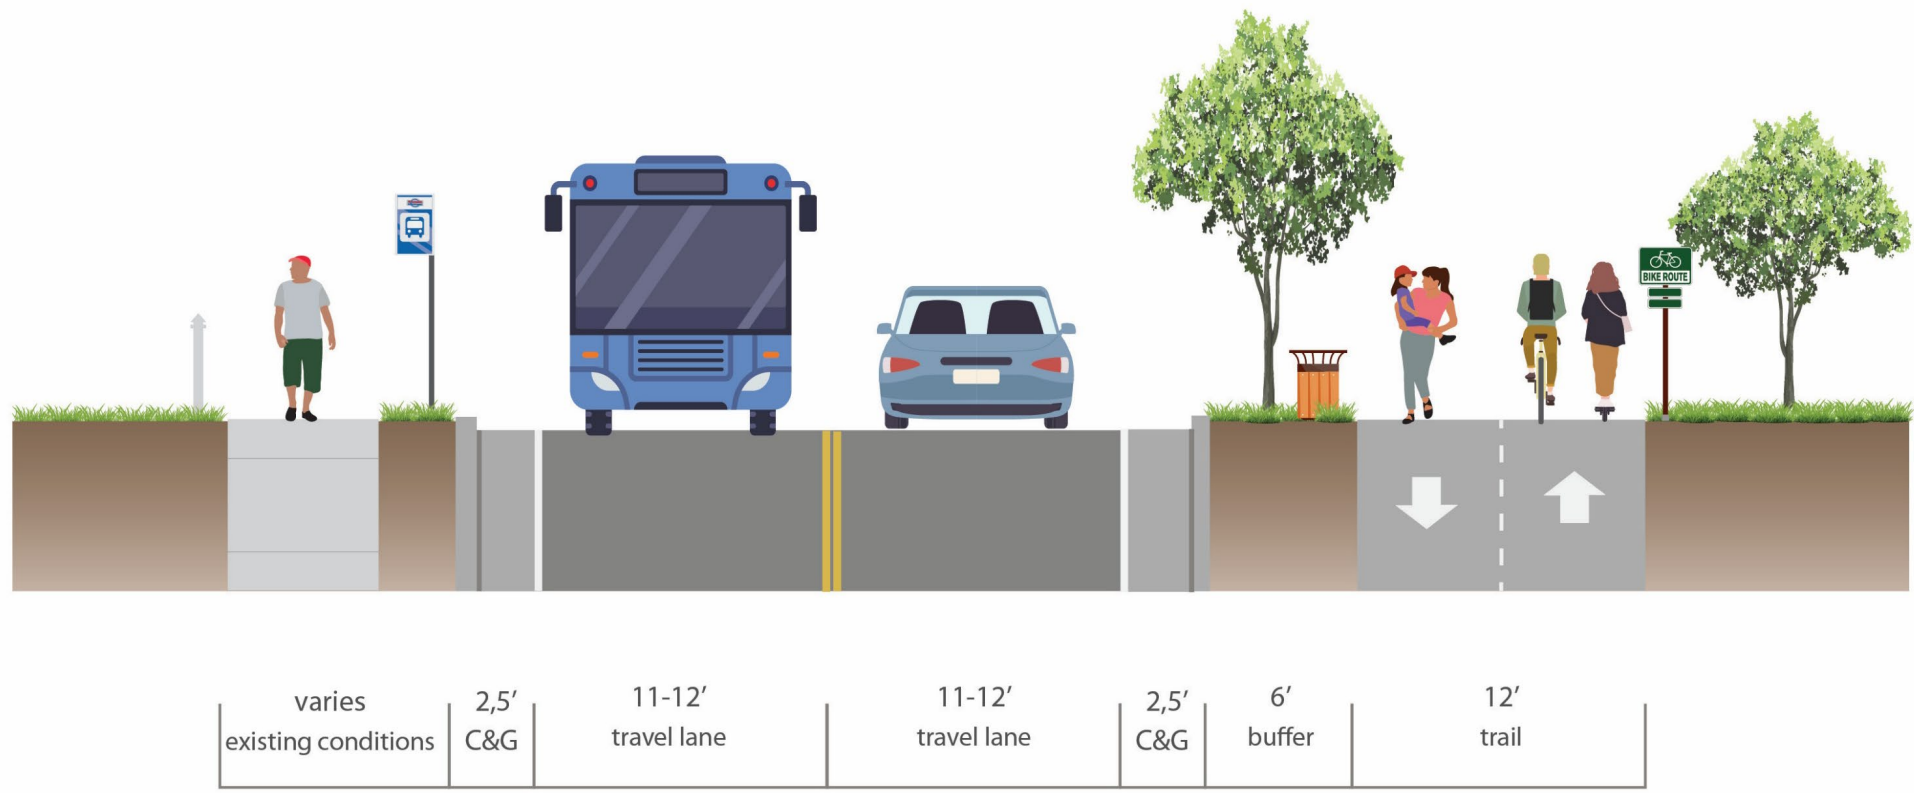 BIKE ROUTE
varies
existing conditions
2,5’
C&G
11-12’
travel lane
11-12’
travel lane
2,5’
C&G
6’
buffer
12’
trail